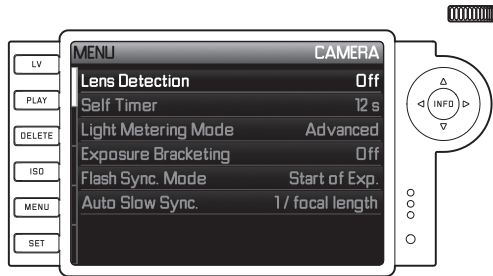 MENU CAMERA
Lens Detection Off
Self Timer 12 s
Light Metering Mode Advanced
Exposure Bracketing Off
Flash Sync. Mode Start of Exp.
Auto Slow Sync. 1 / focal length
LV
PLAY
DELETE
ISO
MENU
SET
INFO